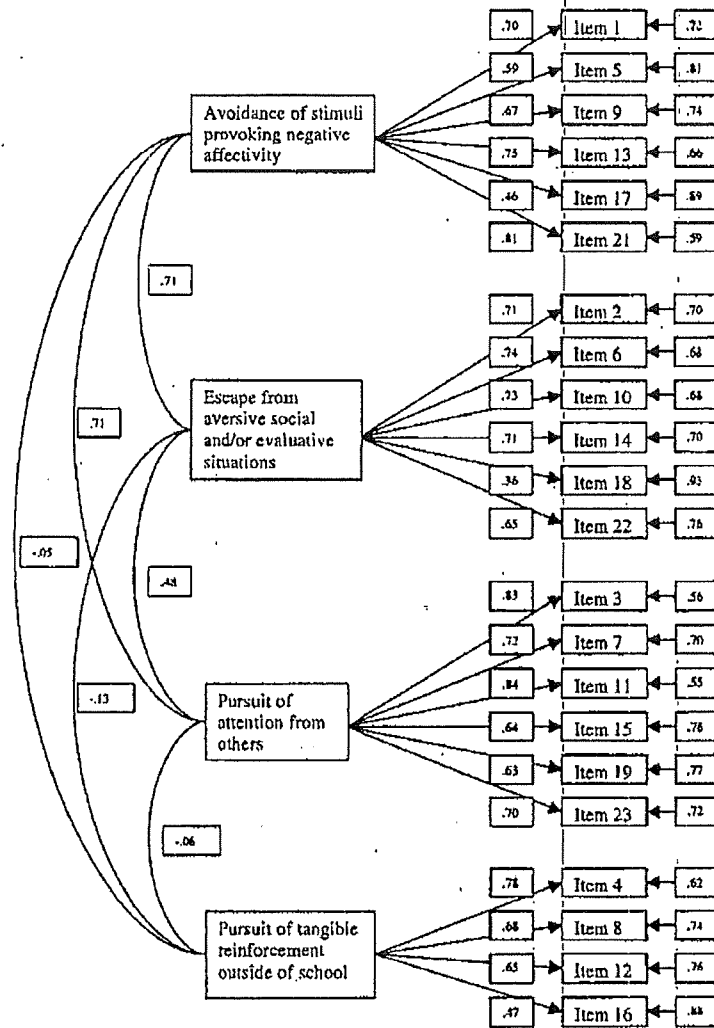 .70 Item 1 .72
.59 Item 5 .81
.67 Item 9 .74
.75 Item 13 .66
.46 Item 17 .89
.81 Item 21 .59
Avoidance of stimuli
provoking negative
affectivity
.71
.71 Item 2 .70
.74 Item 6 .68
.73 Item 10 .68
.71 Item 14 .70
.36 Item 18 .93
.65 Item 22 .76
Escape from
aversive social
and/or evaluative
situations
.71
-.05
.48
.83 Item 3 .56
.72 Item 7 .70
.84 Item 11 .55
.64 Item 15 .76
.63 Item 19 .77
.70 Item 23 .72
Pursuit of
attention from
others
-.13
-.06
.78 Item 4 .62
.68 Item 8 .74
.65 Item 12 .76
.47 Item 16 .88
Pursuit of tangible
reinforcement
outside of school